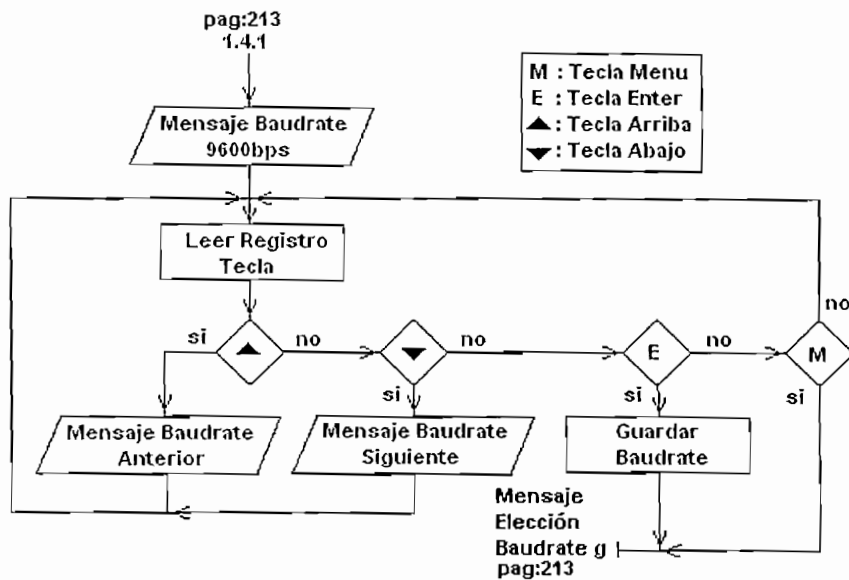 pag:213
1.4.1
M : Tecla Menu
E : Tecla Enter
: Tecla Arriba
: Tecla Abajo
Mensaje Baudrate
9600bps
Leer Registro
Tecla
si
no
no
E
no
M
no
si
si
si
Mensaje Baudrate
Anterior
Mensaje Baudrate
Siguiente
Guardar
Baudrate
Mensaje
Elección
Baudrate g
pag:213